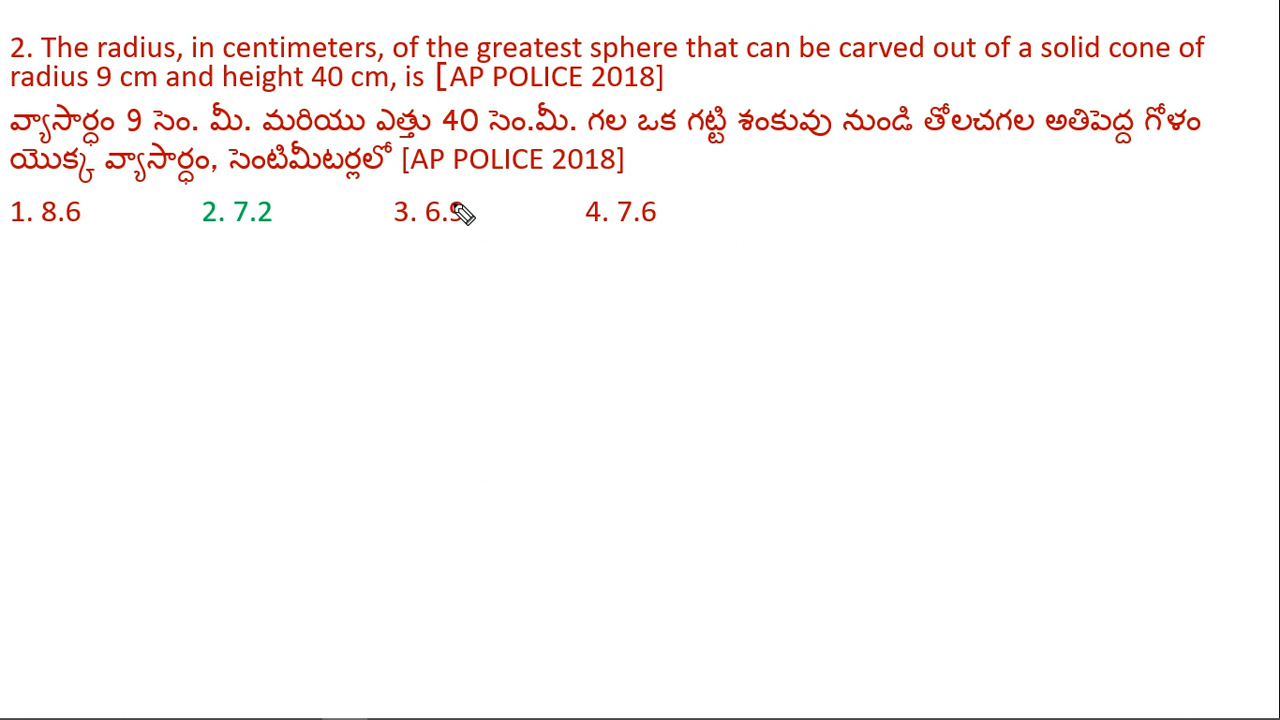 2. The radius, in centimeters, of the greatest sphere that can be carved out of a solid cone of
radius 9 cm and height 40 cm, is [AP POLICE 2018]
వ్యాసార్ధం 9 సెం. మీ. మరియు ఎత్తు 40 సెం.మీ. గల ఒక గట్టి శంకువు నుండి తోలచగల అతిపెద్ద గోళం
యొక్క వ్యాసార్ధం, సెంటిమీటర్లలో [AP POLICE 2018]
1. 8.6 2. 7.2 3. 6.9 4. 7.6